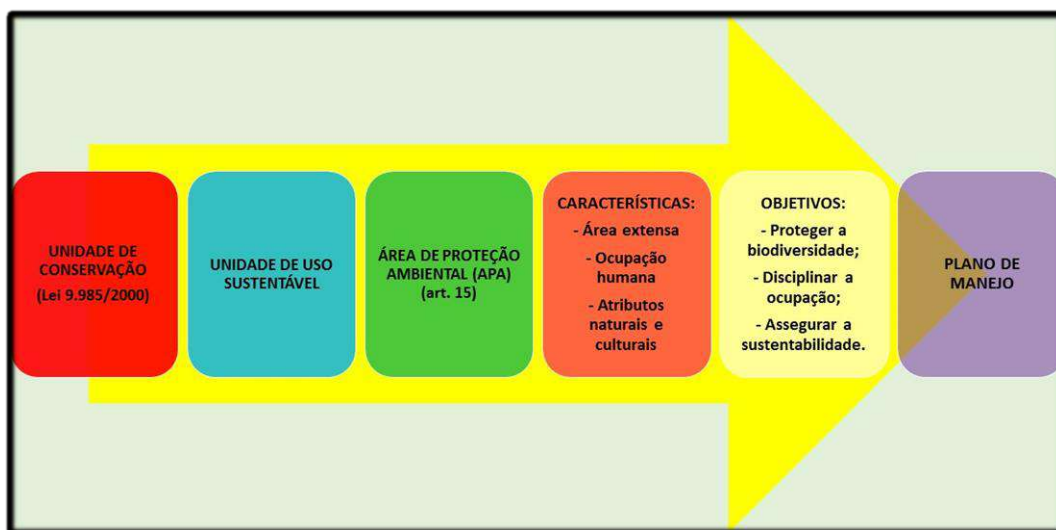 UNIDADE DE
CONSERVAÇÃO
(Lei 9.985/2000)
UNIDADE DE USO
SUSTENTÁVEL
ÁREA DE PROTEÇÃO
AMBIENTAL (APA)
(art. 15)
CARACTERÍSTICAS:
- Área extensa
- Ocupação
humana
- Atributos
naturais e
culturais
OBJETIVOS:
- Proteger a
biodiversidade;
- Disciplinar a
ocupação;
- Assegurar a
sustentabilidade.
PLANO DE
MANEJO